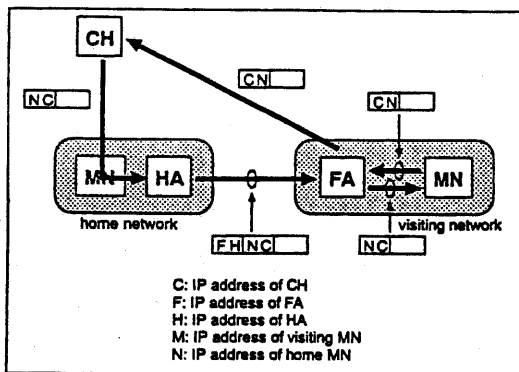 CH
CN
NC
CN
MN
HA
FA
MN
home network
visiting network
FHNC
NC
C: IP address of CH
F: IP address of FA
H: IP address of HA
M: IP address of visiting MN
N: IP address of home MN